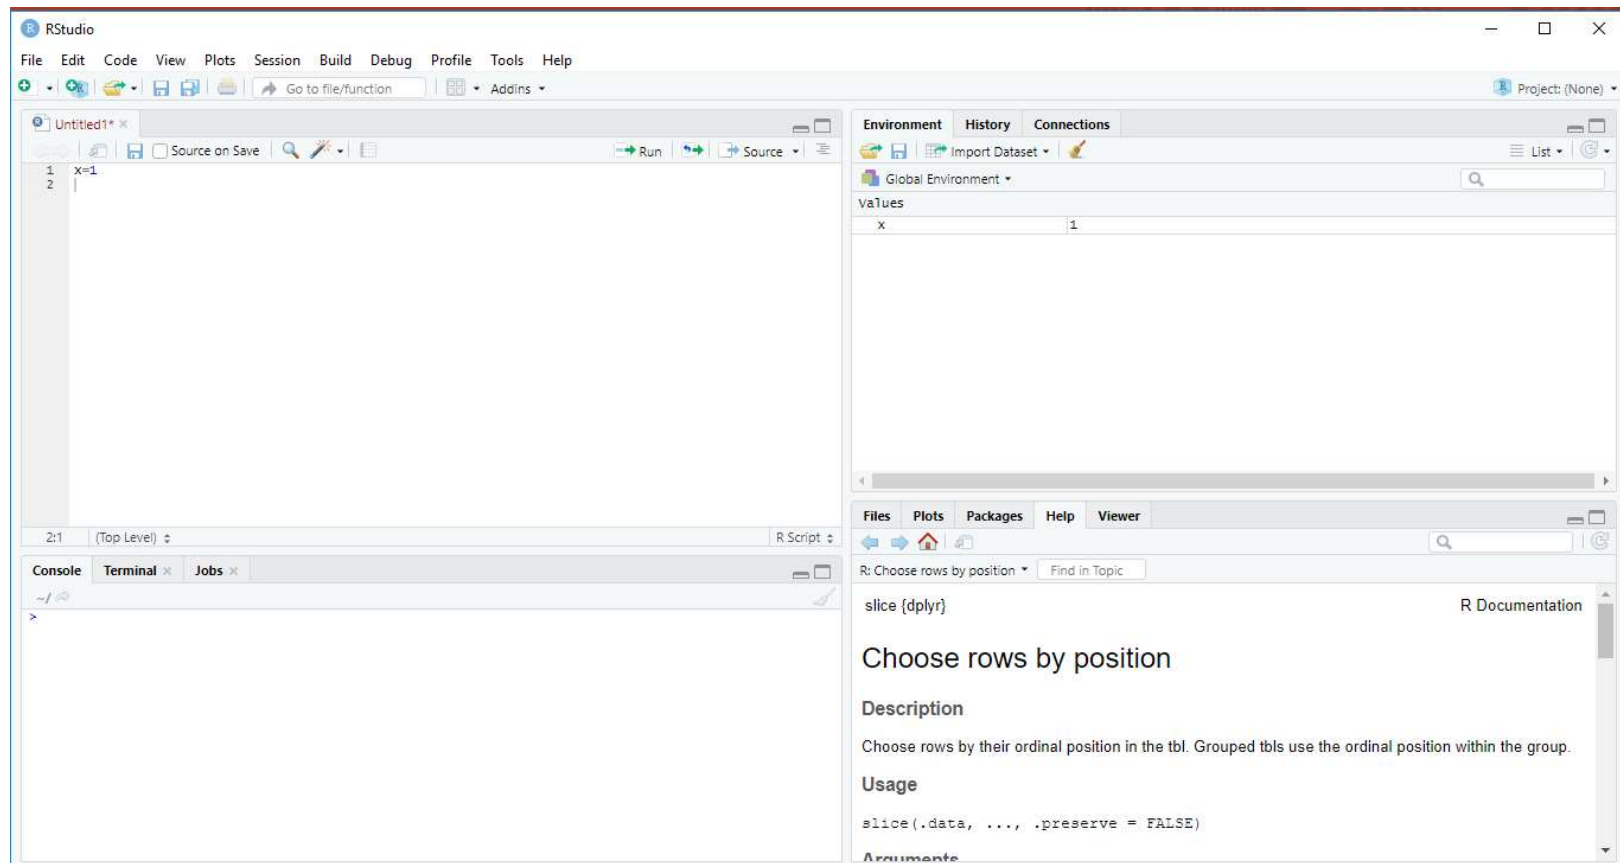 RStudio
File Edit Code View Plots Session Build Debug Profile Tools Help
Go to file/function Addins Project: (None)
Untitled1*
Source on Save Run Source
1 x=1
2
2:1 (Top Level) R Script
Console Terminal Jobs
~/
>
Environment History Connections
Import Dataset List
Global Environment
Values
x 1
Files Plots Packages Help Viewer
R: Choose rows by position Find in Topic
slice {dplyr} R Documentation
Choose rows by position
Description
Choose rows by their ordinal position in the tbl. Grouped tbls use the ordinal position within the group.
Usage
slice(.data, ..., .preserve = FALSE)
Arguments